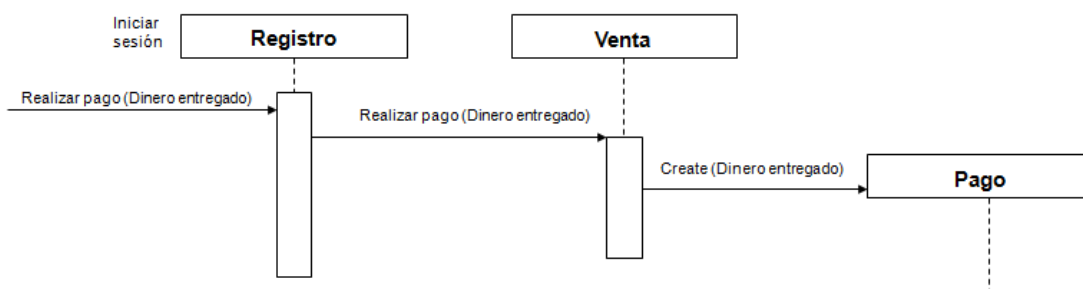 Iniciar
sesión
Registro
Venta
Realizar pago (Dinero entregado)
Realizar pago (Dinero entregado)
Create (Dinero entregado)
Pago